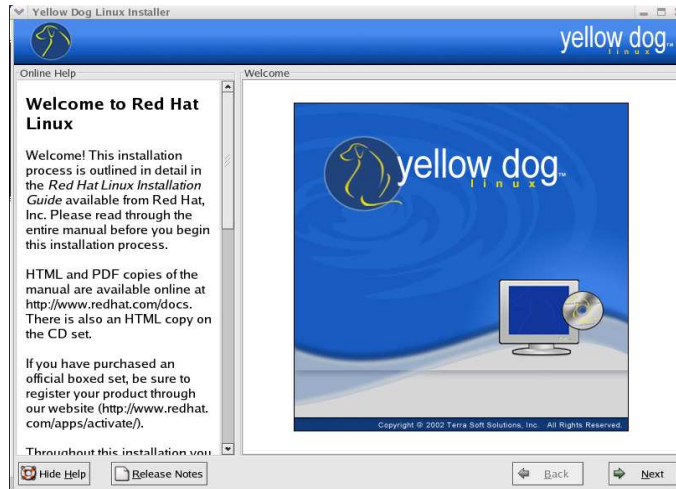 Yellow Dog Linux Installer
yellow dog™
linux
Online Help
Welcome to Red Hat
Linux
Welcome! This installation
process is outlined in detail in
the Red Hat Linux Installation
Guide available from Red Hat,
Inc. Please read through the
entire manual before you begin
this installation process.
HTML and PDF copies of the
manual are available online at
http://www.redhat.com/docs.
There is also an HTML copy on
the CD set.
If you have purchased an
official boxed set, be sure to
register your product through
our website (http://www.redhat.
com/apps/activate/).
Throughout this installation you
Welcome
yellow dog™
linux
Copyright © 2002 Terra Soft Solutions, Inc. All Rights Reserved.
Hide Help
Release Notes
Back
Next